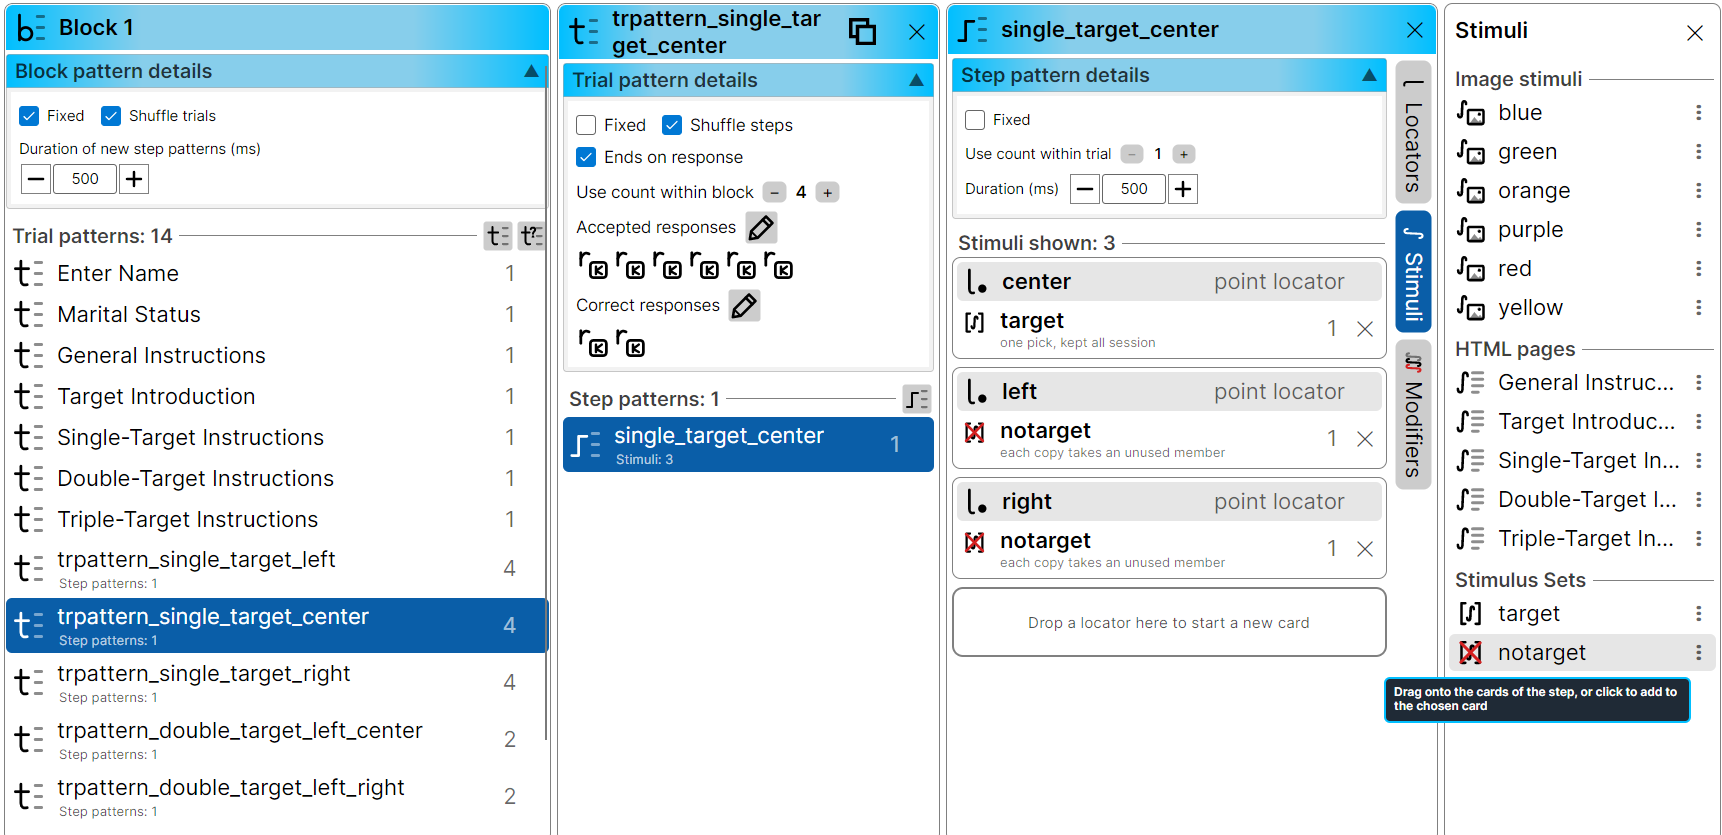 Block 1
Block pattern details
Fixed
Shuffle trials
Duration of new step patterns (ms)
500
Trial patterns: 14
Enter Name 1
Marital Status 1
General Instructions 1
Target Introduction 1
Single-Target Instructions 1
Double-Target Instructions 1
Triple-Target Instructions 1
trpattern_single_target_left 4
Step patterns: 1
trpattern_single_target_center 4
Step patterns: 1
trpattern_single_target_right 4
Step patterns: 1
trpattern_double_target_left_center 2
Step patterns: 1
trpattern_double_target_left_right 2
Step patterns: 1
trpattern_single_tar
get_center
Trial pattern details
Fixed
Shuffle steps
Ends on response
Use count within block 4
Accepted responses
Correct responses
Step patterns: 1
single_target_center 1
Stimuli: 3
single_target_center
Step pattern details
Fixed
Use count within trial 1
Duration (ms) 500
Stimuli shown: 3
center point locator
target 1
one pick, kept all session
left point locator
notarget 1
each copy takes an unused member
right point locator
notarget 1
each copy takes an unused member
Drop a locator here to start a new card
Locators
Stimuli
Modifiers
Stimuli
Image stimuli
blue
green
orange
purple
red
yellow
HTML pages
General Instruc...
Target Introduc...
Single-Target In...
Double-Target I...
Triple-Target In...
Stimulus Sets
target
notarget
Drag onto the cards of the step, or click to add to
the chosen card